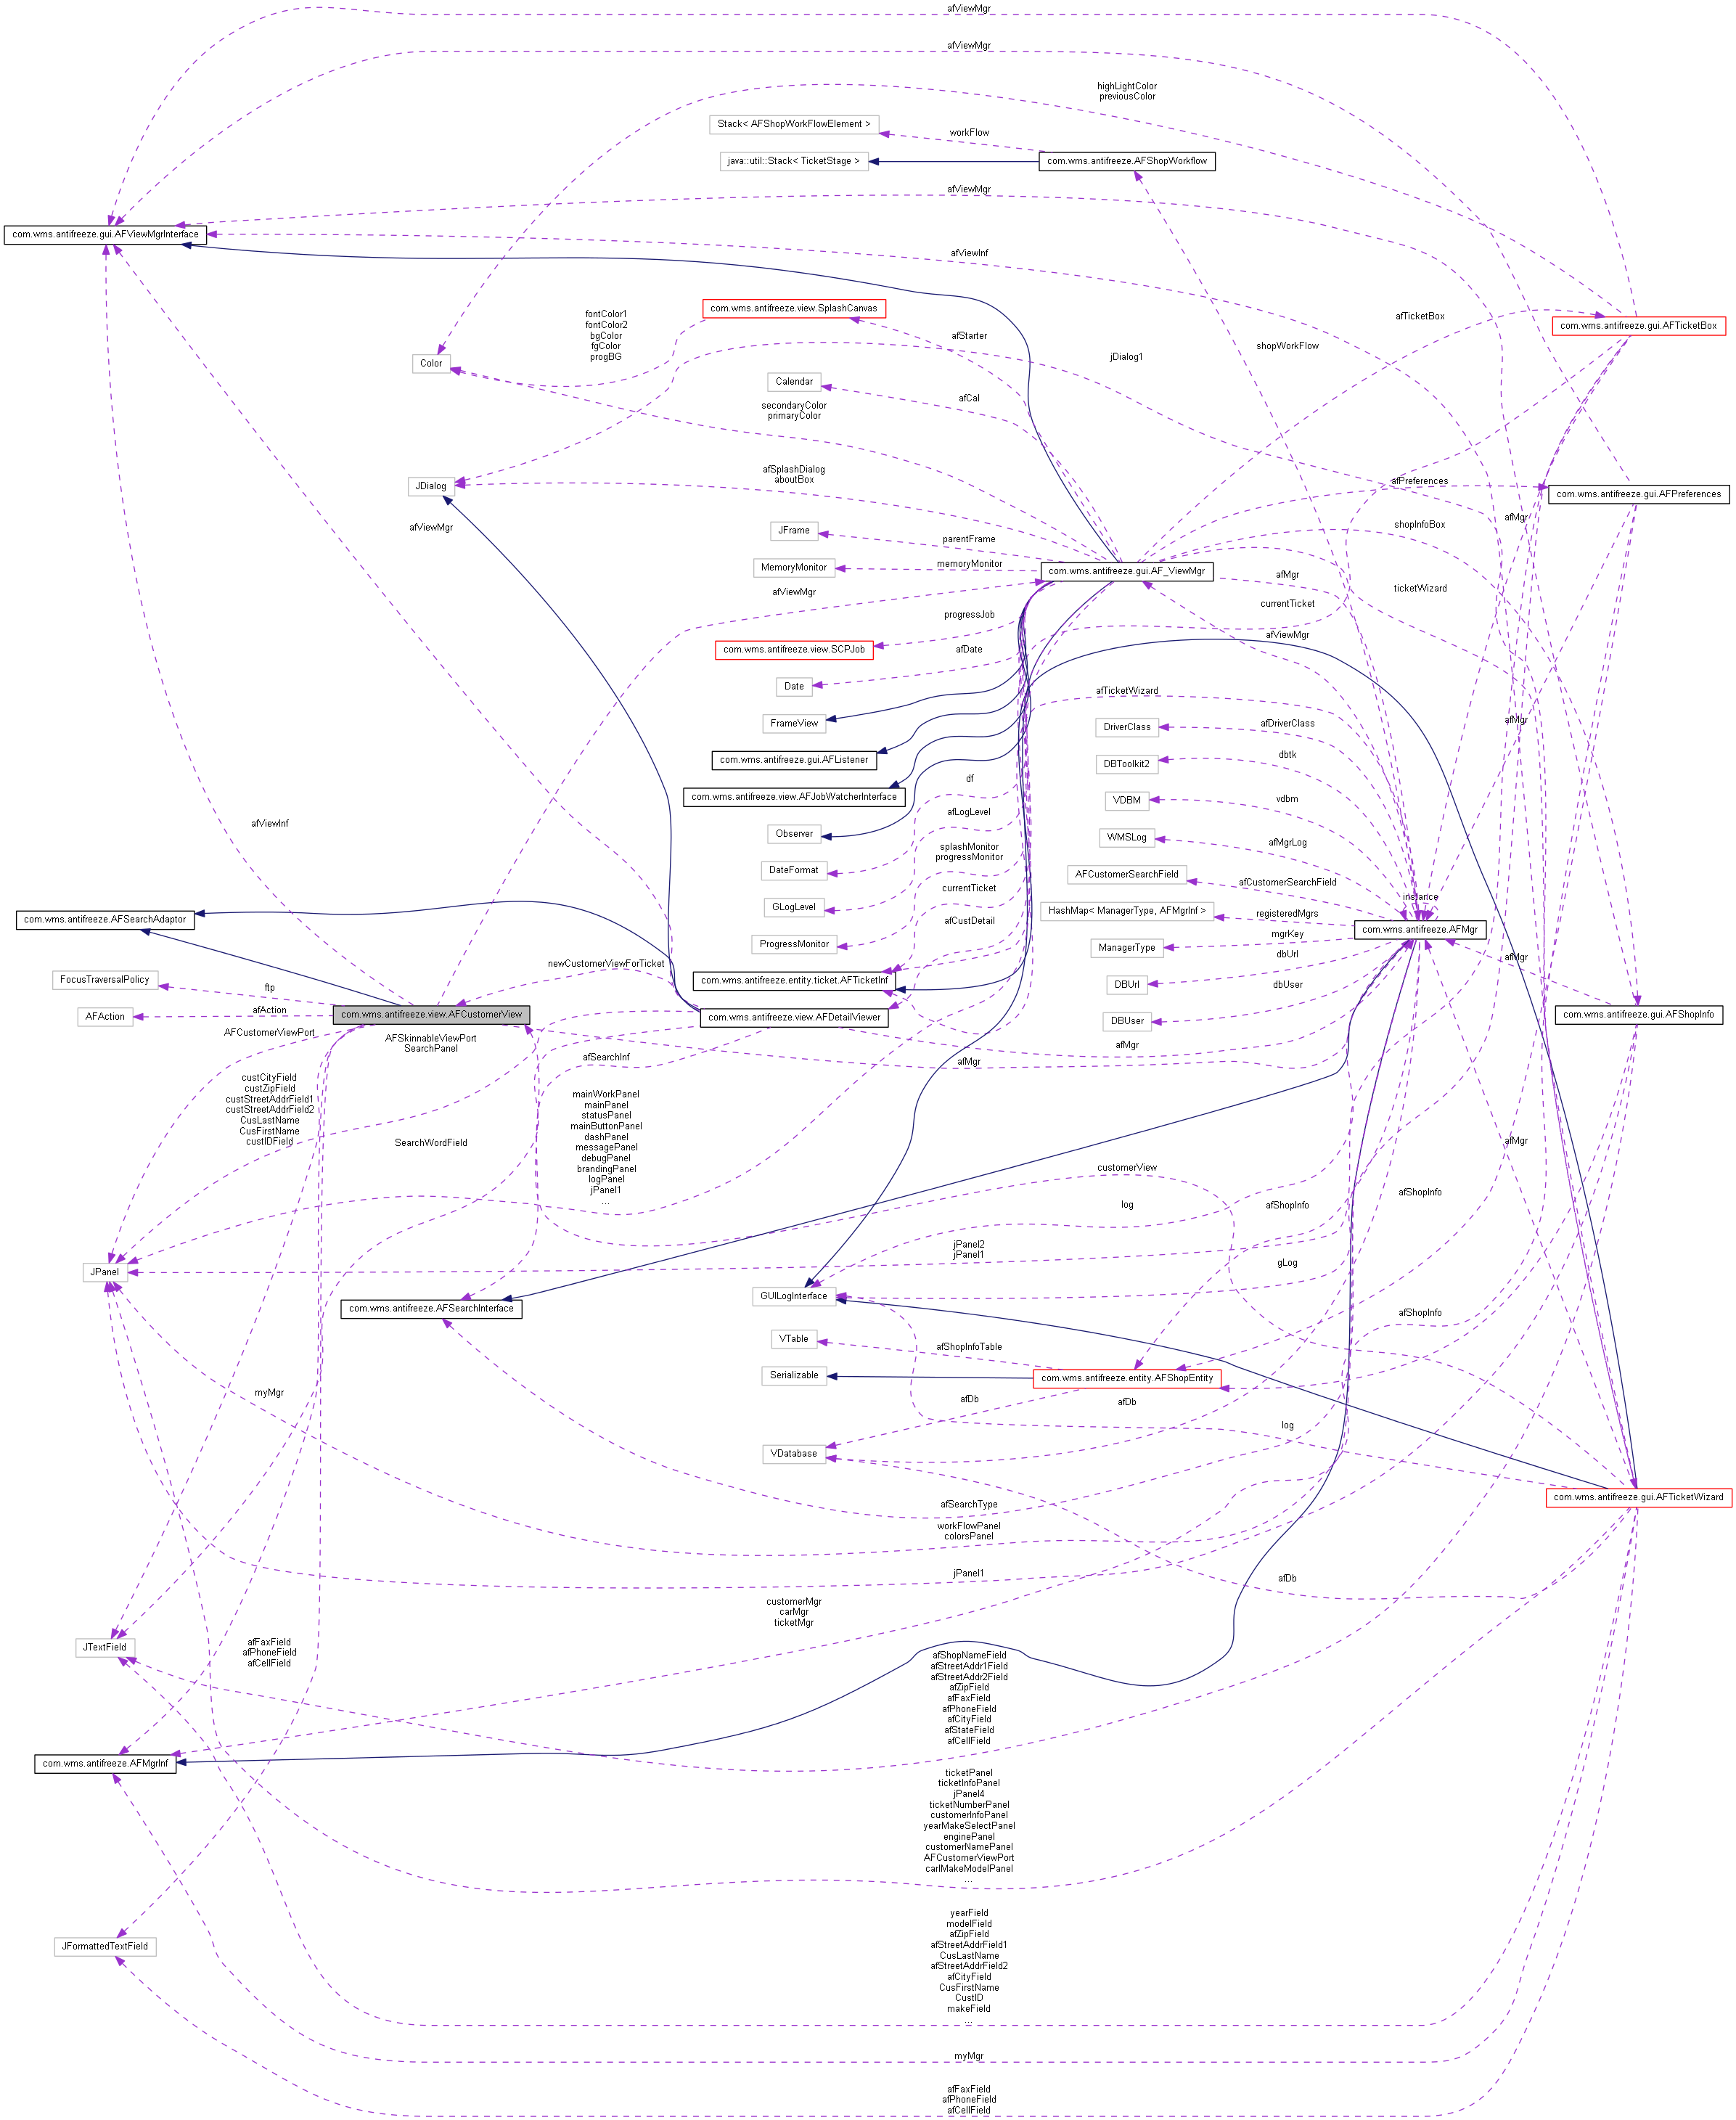 afViewMgr
afViewMgr
highLightColor
previousColor
Stack< AFShopWorkFlowElement >
workFlow
java::util::Stack< TicketStage >
com.wms.antifreeze.AFShopWorkflow
afViewMgr
com.wms.antifreeze.gui.AFViewMgrInterface
afViewInf
com.wms.antifreeze.view.SplashCanvas
fontColor1
fontColor2
bgColor
fgColor
progBG
afStarter
afTicketBox
com.wms.antifreeze.gui.AFTicketBox
shopWorkFlow
jDialog1
Color
Calendar
afCal
secondaryColor
primaryColor
afSplashDialog
aboutBox
JDialog
afPreferences
com.wms.antifreeze.gui.AFPreferences
afViewMgr
JFrame
parentFrame
shopInfoBox
afMgr
MemoryMonitor
memoryMonitor
com.wms.antifreeze.gui.AF_ViewMgr
afMgr
ticketWizard
afViewMgr
currentTicket
progressJob
afViewMgr
com.wms.antifreeze.view.SCPJob
afDate
Date
afTicketWizard
FrameView
DriverClass
afDriverClass
afMgr
com.wms.antifreeze.gui.AFListener
DBToolkit2
dbtk
df
com.wms.antifreeze.view.AFJobWatcherInterface
VDBM
vdbm
afLogLevel
afViewInf
Observer
WMSLog
afMgrLog
splashMonitor
progressMonitor
DateFormat
AFCustomerSearchField
afCustomerSearchField
currentTicket
instance
GLogLevel
HashMap< ManagerType, AFMgrInf >
registeredMgrs
com.wms.antifreeze.AFSearchAdaptor
afCustDetail
com.wms.antifreeze.AFMgr
ProgressMonitor
ManagerType
mgrKey
newCustomerViewForTicket
dbUrl
afMgr
FocusTraversalPolicy
ftp
com.wms.antifreeze.entity.ticket.AFTicketInf
DBUrl
dbUser
AFAction
afAction
com.wms.antifreeze.view.AFCustomerView
com.wms.antifreeze.view.AFDetailViewer
DBUser
com.wms.antifreeze.gui.AFShopInfo
AFCustomerViewPort
AFSkinnableViewPort
SearchPanel
afSearchInf
afMgr
afMgr
custCityField
custZipField
custStreetAddrField1
custStreetAddrField2
CusLastName
CusFirstName
custIDField
SearchWordField
mainWorkPanel
mainPanel
statusPanel
mainButtonPanel
dashPanel
messagePanel
debugPanel
brandingPanel
logPanel
jPanel1
...
afMgr
customerView
log
afShopInfo
afShopInfo
jPanel2
jPanel1
gLog
JPanel
com.wms.antifreeze.AFSearchInterface
GUILogInterface
afShopInfo
VTable
afShopInfoTable
Serializable
com.wms.antifreeze.entity.AFShopEntity
myMgr
afDb
afDb
log
VDatabase
com.wms.antifreeze.gui.AFTicketWizard
afSearchType
workFlowPanel
colorsPanel
jPanel1
afDb
customerMgr
carMgr
ticketMgr
JTextField
afFaxField
afPhoneField
afCellField
afShopNameField
afStreetAddr1Field
afStreetAddr2Field
afZipField
afFaxField
afPhoneField
afCityField
afStateField
afCellField
com.wms.antifreeze.AFMgrInf
ticketPanel
ticketInfoPanel
jPanel4
ticketNumberPanel
customerInfoPanel
yearMakeSelectPanel
enginePanel
customerNamePanel
AFCustomerViewPort
carlMakeModelPanel
...
JFormattedTextField
yearField
modelField
afZipField
afStreetAddrField1
CusLastName
afStreetAddrField2
afCityField
CusFirstName
CustID
makeField
...
myMgr
afFaxField
afPhoneField
afCellField